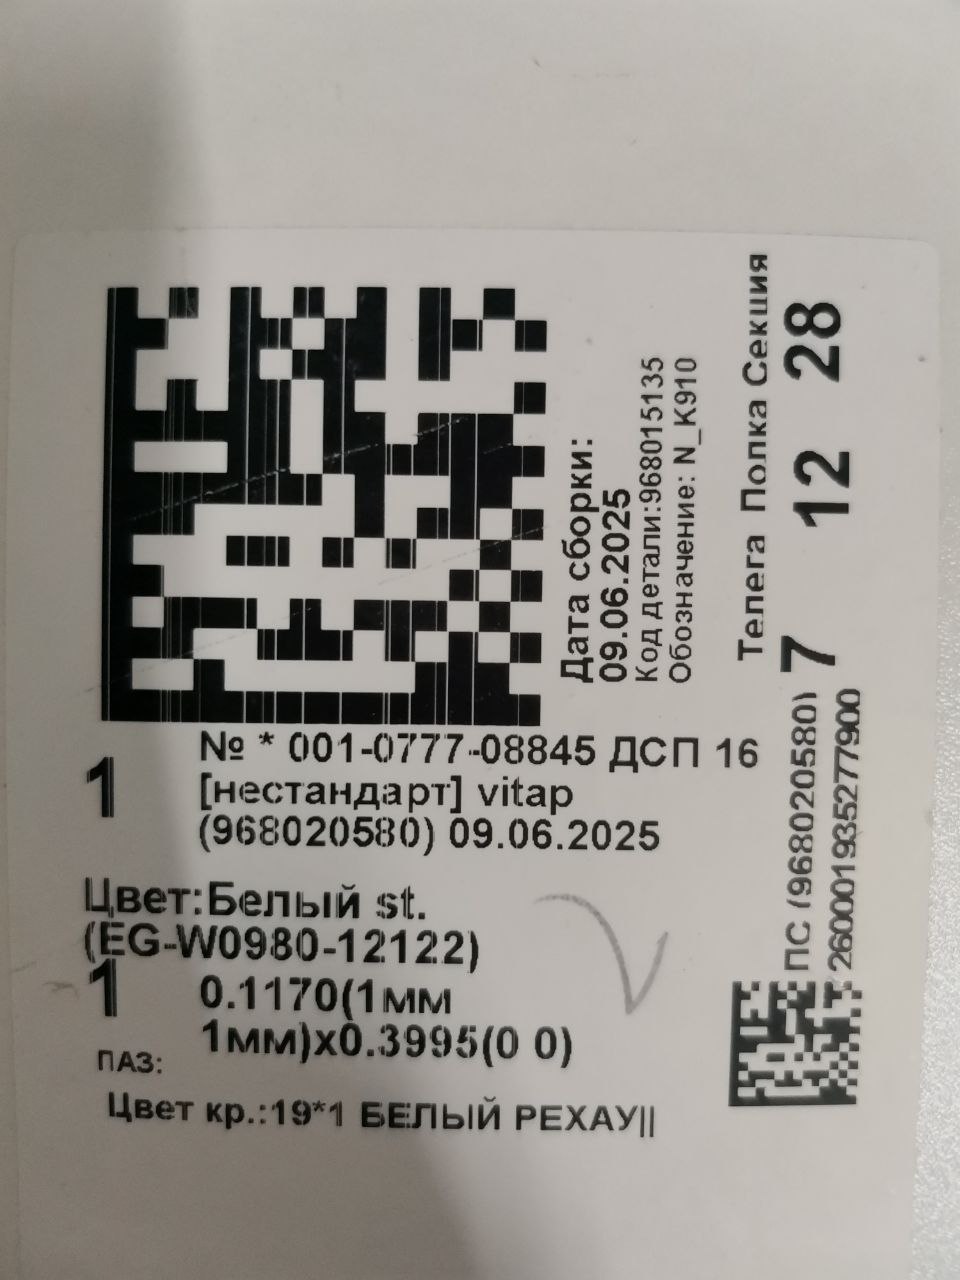 Дата сборки:
09.06.2025
Код детали:968015135
Обозначение: N_K910
Телега Полка Секция
7 12 28
1
№ * 001-0777-08845 ДСП 16
[нестандарт] vitap
(968020580) 09.06.2025
Цвет:Белый st.
(EG-W0980-12122)
1
0.1170(1мм
1мм)x0.3995(0 0)
ПАЗ:
Цвет кр.:19*1 БЕЛЫЙ РЕХАУ||
ПС (968020580)
2600019352777900